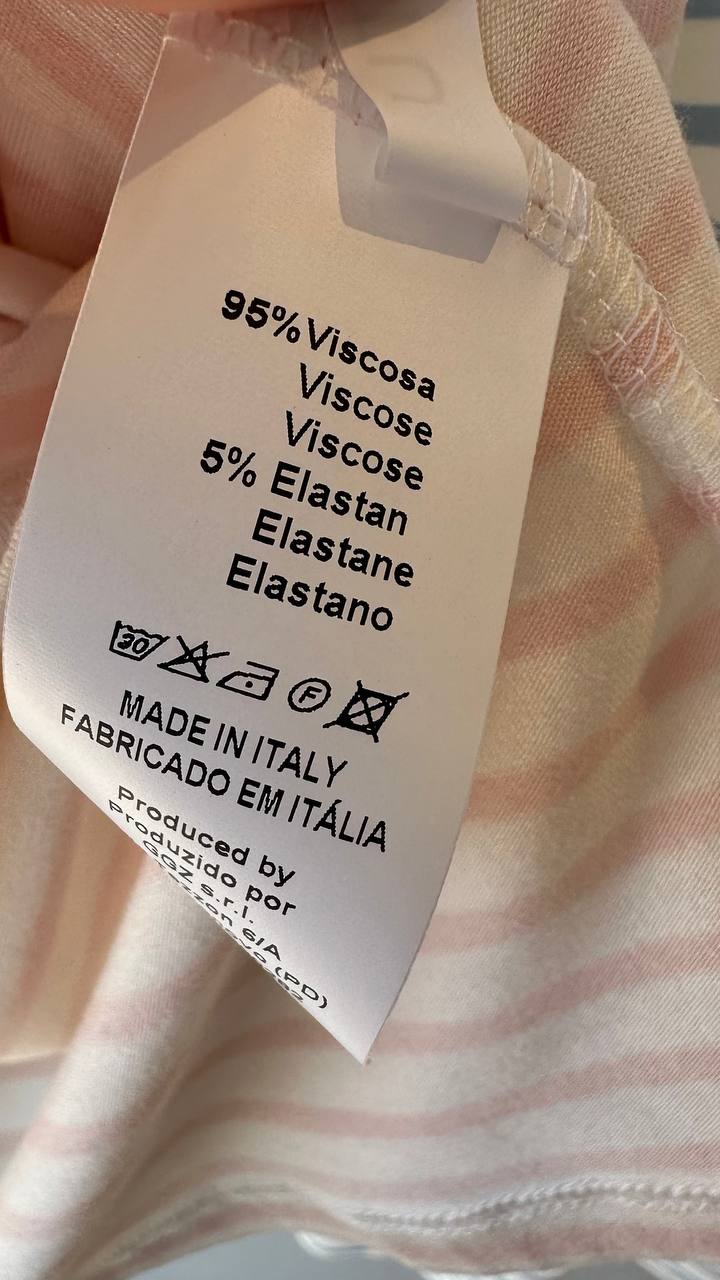 95%Viscosa
Viscose
Viscose
5% Elastan
Elastane
Elastano
30
F
MADE IN ITALY
FABRICADO EM ITÁLIA
Produced by
Produzido por
GGZ s.r.l.
6/A
(PD)